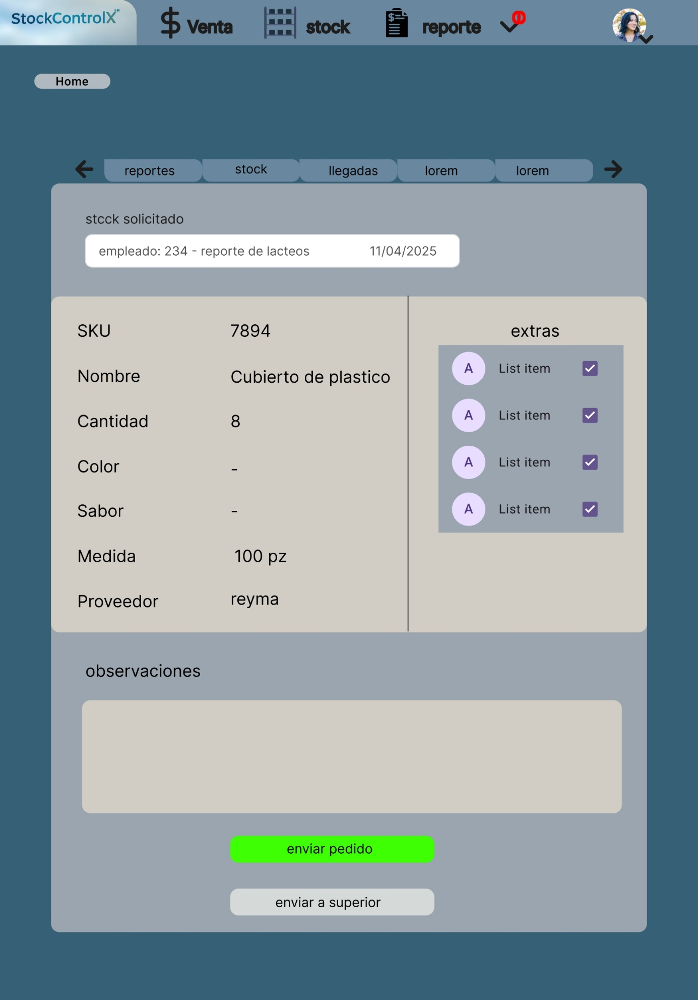 StockControlX
$ Venta
stock
reporte
Home
reportes
stock
llegadas
lorem
lorem
stcck solicitado
empleado: 234 - reporte de lacteos 11/04/2025
SKU 7894
Nombre Cubierto de plastico
Cantidad 8
Color -
Sabor -
Medida 100 pz
Proveedor reyma
extras
A List item
A List item
A List item
A List item
observaciones
enviar pedido
enviar a superior